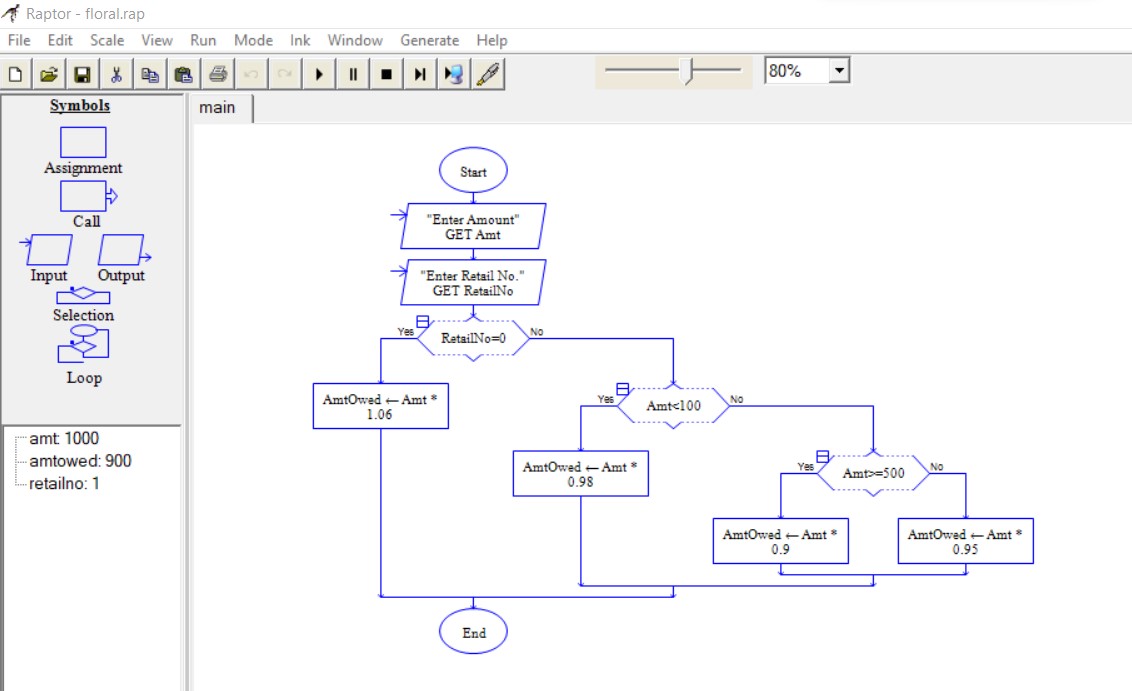 Raptor - floral.rap
File Edit Scale View Run Mode Ink Window Generate Help
80%
Symbols
Assignment
Call
Input Output
Selection
Loop
amt: 1000
amtowed: 900
retailno: 1
main
Start
"Enter Amount"
GET Amt
"Enter Retail No."
GET RetailNo
Yes RetailNo=0 No
AmtOwed ← Amt *
1.06
Yes Amt<100 No
AmtOwed ← Amt *
0.98
Yes Amt>=500 No
AmtOwed ← Amt *
0.9
AmtOwed ← Amt *
0.95
End